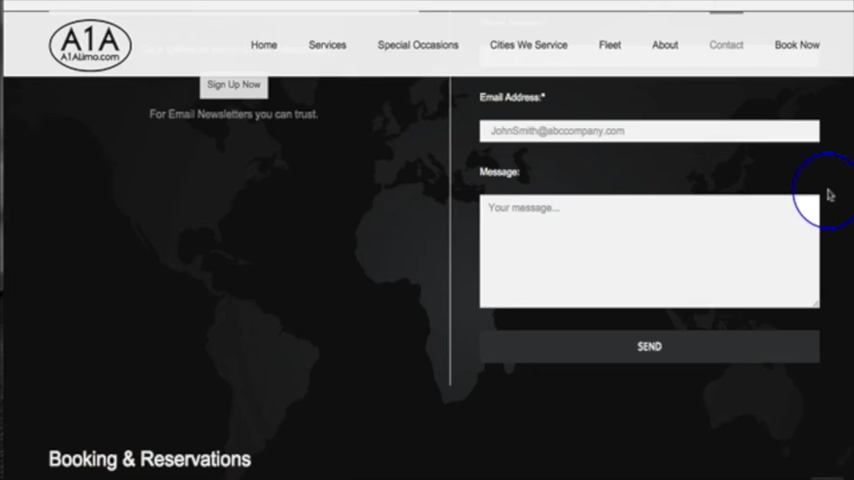 A1A
A1ALimo.com
Home
Services
Special Occasions
Cities We Service
Fleet
About
Contact
Book Now
Sign Up Now
For Email Newsletters you can trust.
Email Address:*
JohnSmith@abccompany.com
Message:
Your message...
SEND
Booking & Reservations